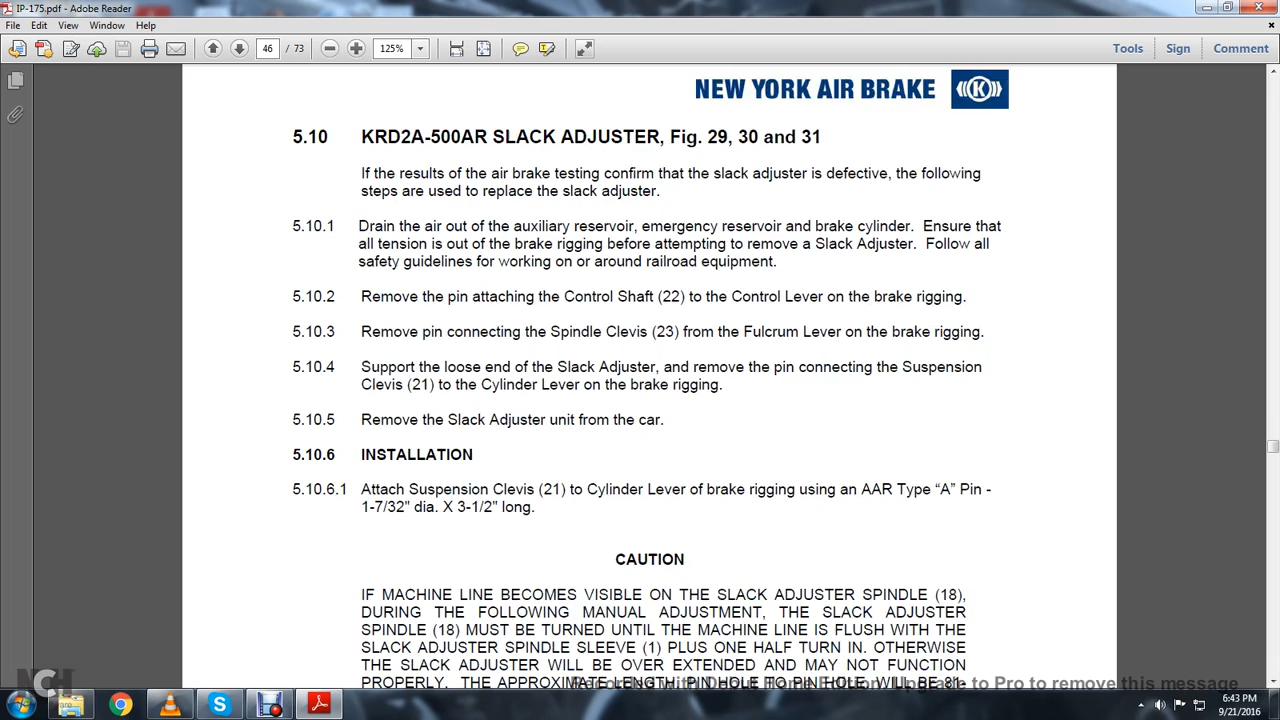 IP-175.pdf - Adobe Reader
File Edit View Window Help
46 / 73 125% Tools Sign Comment
NEW YORK AIR BRAKE
5.10 KRD2A-500AR SLACK ADJUSTER, Fig. 29, 30 and 31
If the results of the air brake testing confirm that the slack adjuster is defective, the following
steps are used to replace the slack adjuster.
5.10.1 Drain the air out of the auxiliary reservoir, emergency reservoir and brake cylinder. Ensure that
all tension is out of the brake rigging before attempting to remove a Slack Adjuster. Follow all
safety guidelines for working on or around railroad equipment.
5.10.2 Remove the pin attaching the Control Shaft (22) to the Control Lever on the brake rigging.
5.10.3 Remove pin connecting the Spindle Clevis (23) from the Fulcrum Lever on the brake rigging.
5.10.4 Support the loose end of the Slack Adjuster, and remove the pin connecting the Suspension
Clevis (21) to the Cylinder Lever on the brake rigging.
5.10.5 Remove the Slack Adjuster unit from the car.
5.10.6 INSTALLATION
5.10.6.1 Attach Suspension Clevis (21) to Cylinder Lever of brake rigging using an AAR Type “A” Pin -
1-7/32" dia. X 3-1/2" long.
CAUTION
IF MACHINE LINE BECOMES VISIBLE ON THE SLACK ADJUSTER SPINDLE (18),
DURING THE FOLLOWING MANUAL ADJUSTMENT, THE SLACK ADJUSTER
SPINDLE (18) MUST BE TURNED UNTIL THE MACHINE LINE IS FLUSH WITH THE
SLACK ADJUSTER SPINDLE SLEEVE (1) PLUS ONE HALF TURN IN. OTHERWISE
THE SLACK ADJUSTER WILL BE OVER EXTENDED AND MAY NOT FUNCTION
PROPERLY. THE APPROXIMATE LENGTH, PIN HOLE TO PIN HOLE, WILL BE 81-
to Pro to remove this message
NCH
6:43 PM
9/21/2016